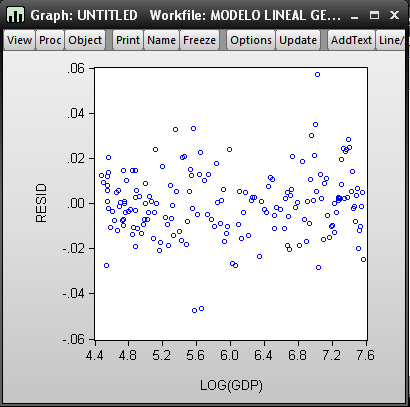 Graph: UNTITLED Workfile: MODELO LINEAL GE...
View Proc Object Print Name Freeze Options Update AddText Line/
.06
.04
.02
.00
-.02
-.04
-.06
RESID
4.4 4.8 5.2 5.6 6.0 6.4 6.8 7.2 7.6
LOG(GDP)